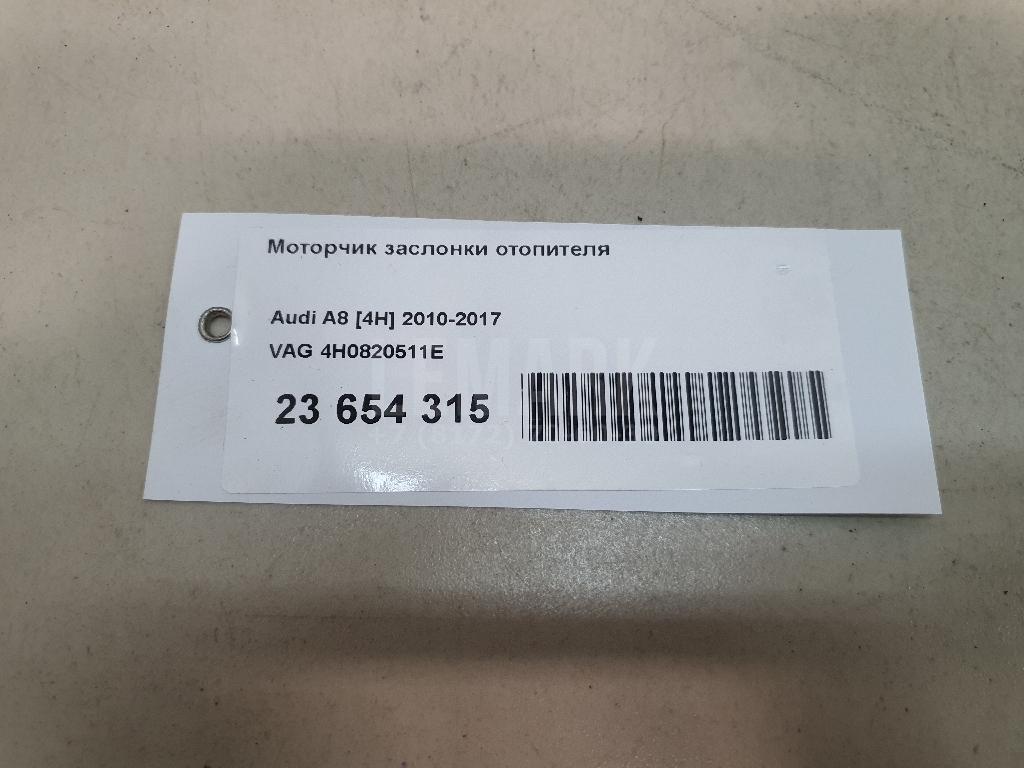 Моторчик заслонки отопителя
Audi A8 [4H] 2010-2017
VAG 4H0820511E
23 654 315